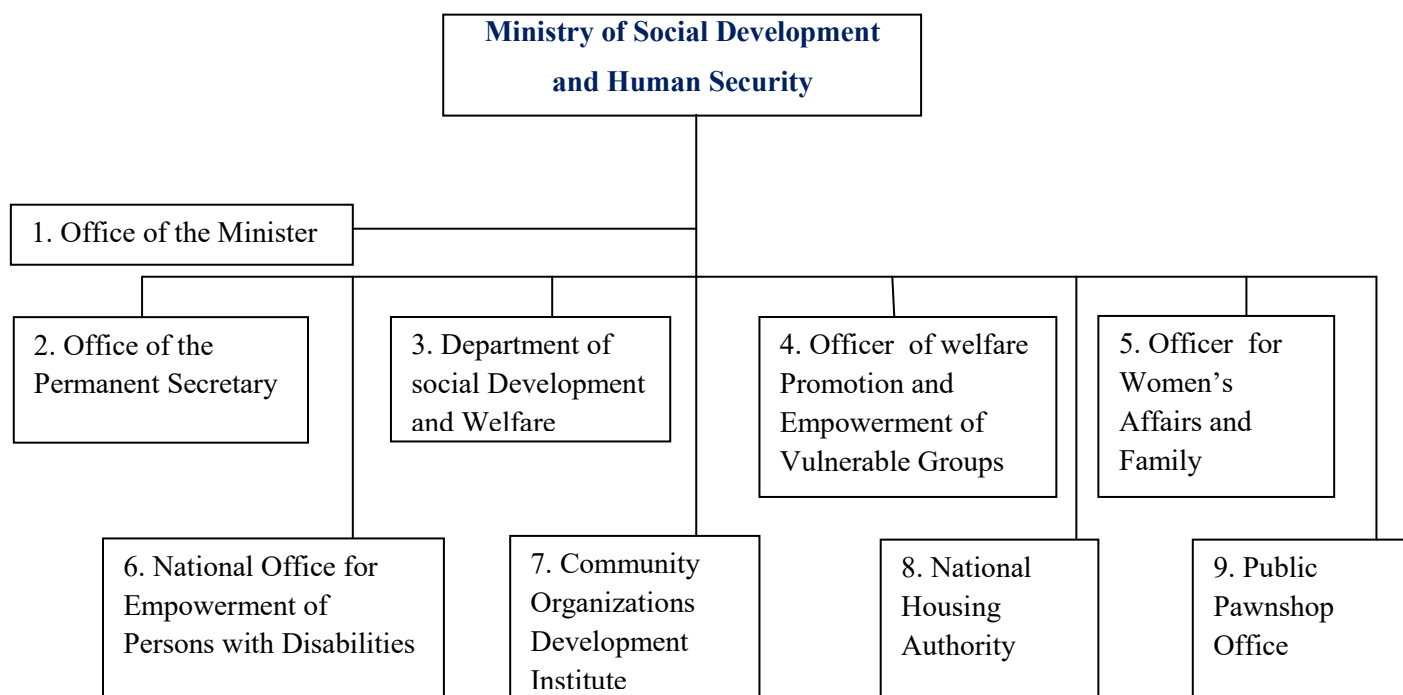 Ministry of Social Development
and Human Security
1. Office of the Minister
2. Office of the
Permanent Secretary
3. Department of
social Development
and Welfare
4. Officer of welfare
Promotion and
Empowerment of
Vulnerable Groups
5. Officer for
Women’s
Affairs and
Family
6. National Office for
Empowerment of
Persons with Disabilities
7. Community
Organizations
Development
Institute
8. National
Housing
Authority
9. Public
Pawnshop
Office